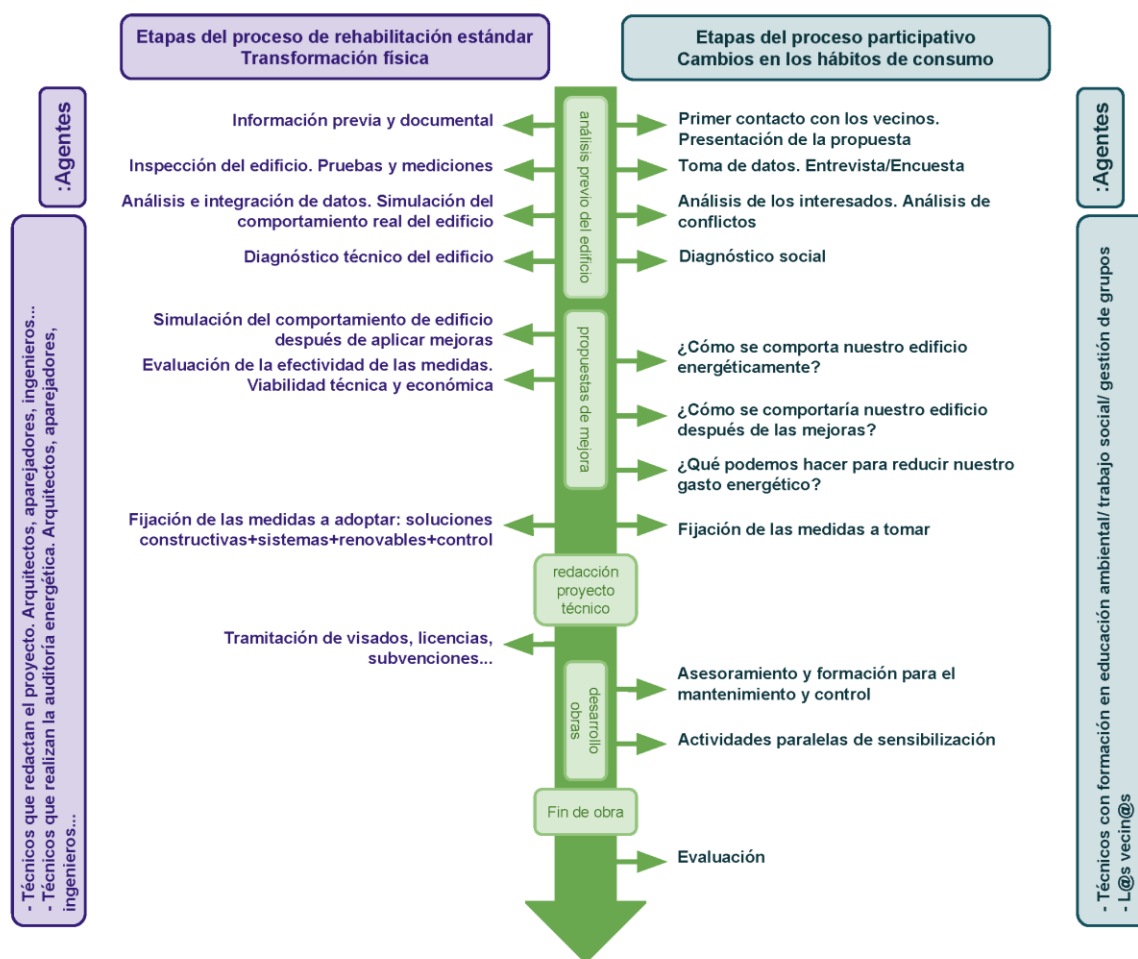 Etapas del proceso de rehabilitación estándar
Transformación física
Etapas del proceso participativo
Cambios en los hábitos de consumo
:Agentes
- Técnicos que redactan el proyecto. Arquitectos, aparejadores, ingenieros...
- Técnicos que realizan la auditoría energética. Arquitectos, aparejadores,
ingenieros...
análisis previo del edificio
Información previa y documental
Primer contacto con los vecinos.
Presentación de la propuesta
Inspección del edificio. Pruebas y mediciones
Toma de datos. Entrevista/Encuesta
Análisis e integración de datos. Simulación del
comportamiento real del edificio
Análisis de los interesados. Análisis de
conflictos
Diagnóstico técnico del edificio
Diagnóstico social
propuestas de mejora
Simulación del comportamiento de edificio
después de aplicar mejoras
Evaluación de la efectividad de las medidas.
Viabilidad técnica y económica
¿Cómo se comporta nuestro edificio
energéticamente?
¿Cómo se comportaría nuestro edificio
después de las mejoras?
¿Qué podemos hacer para reducir nuestro
gasto energético?
Fijación de las medidas a adoptar: soluciones
constructivas+sistemas+renovables+control
Fijación de las medidas a tomar
redacción
proyecto
técnico
Tramitación de visados, licencias,
subvenciones...
desarrollo
obras
Asesoramiento y formación para el
mantenimiento y control
Actividades paralelas de sensibilización
Fin de obra
Evaluación
:Agentes
- Técnicos con formación en educación ambiental/ trabajo social/ gestión de grupos
- L@s vecin@s